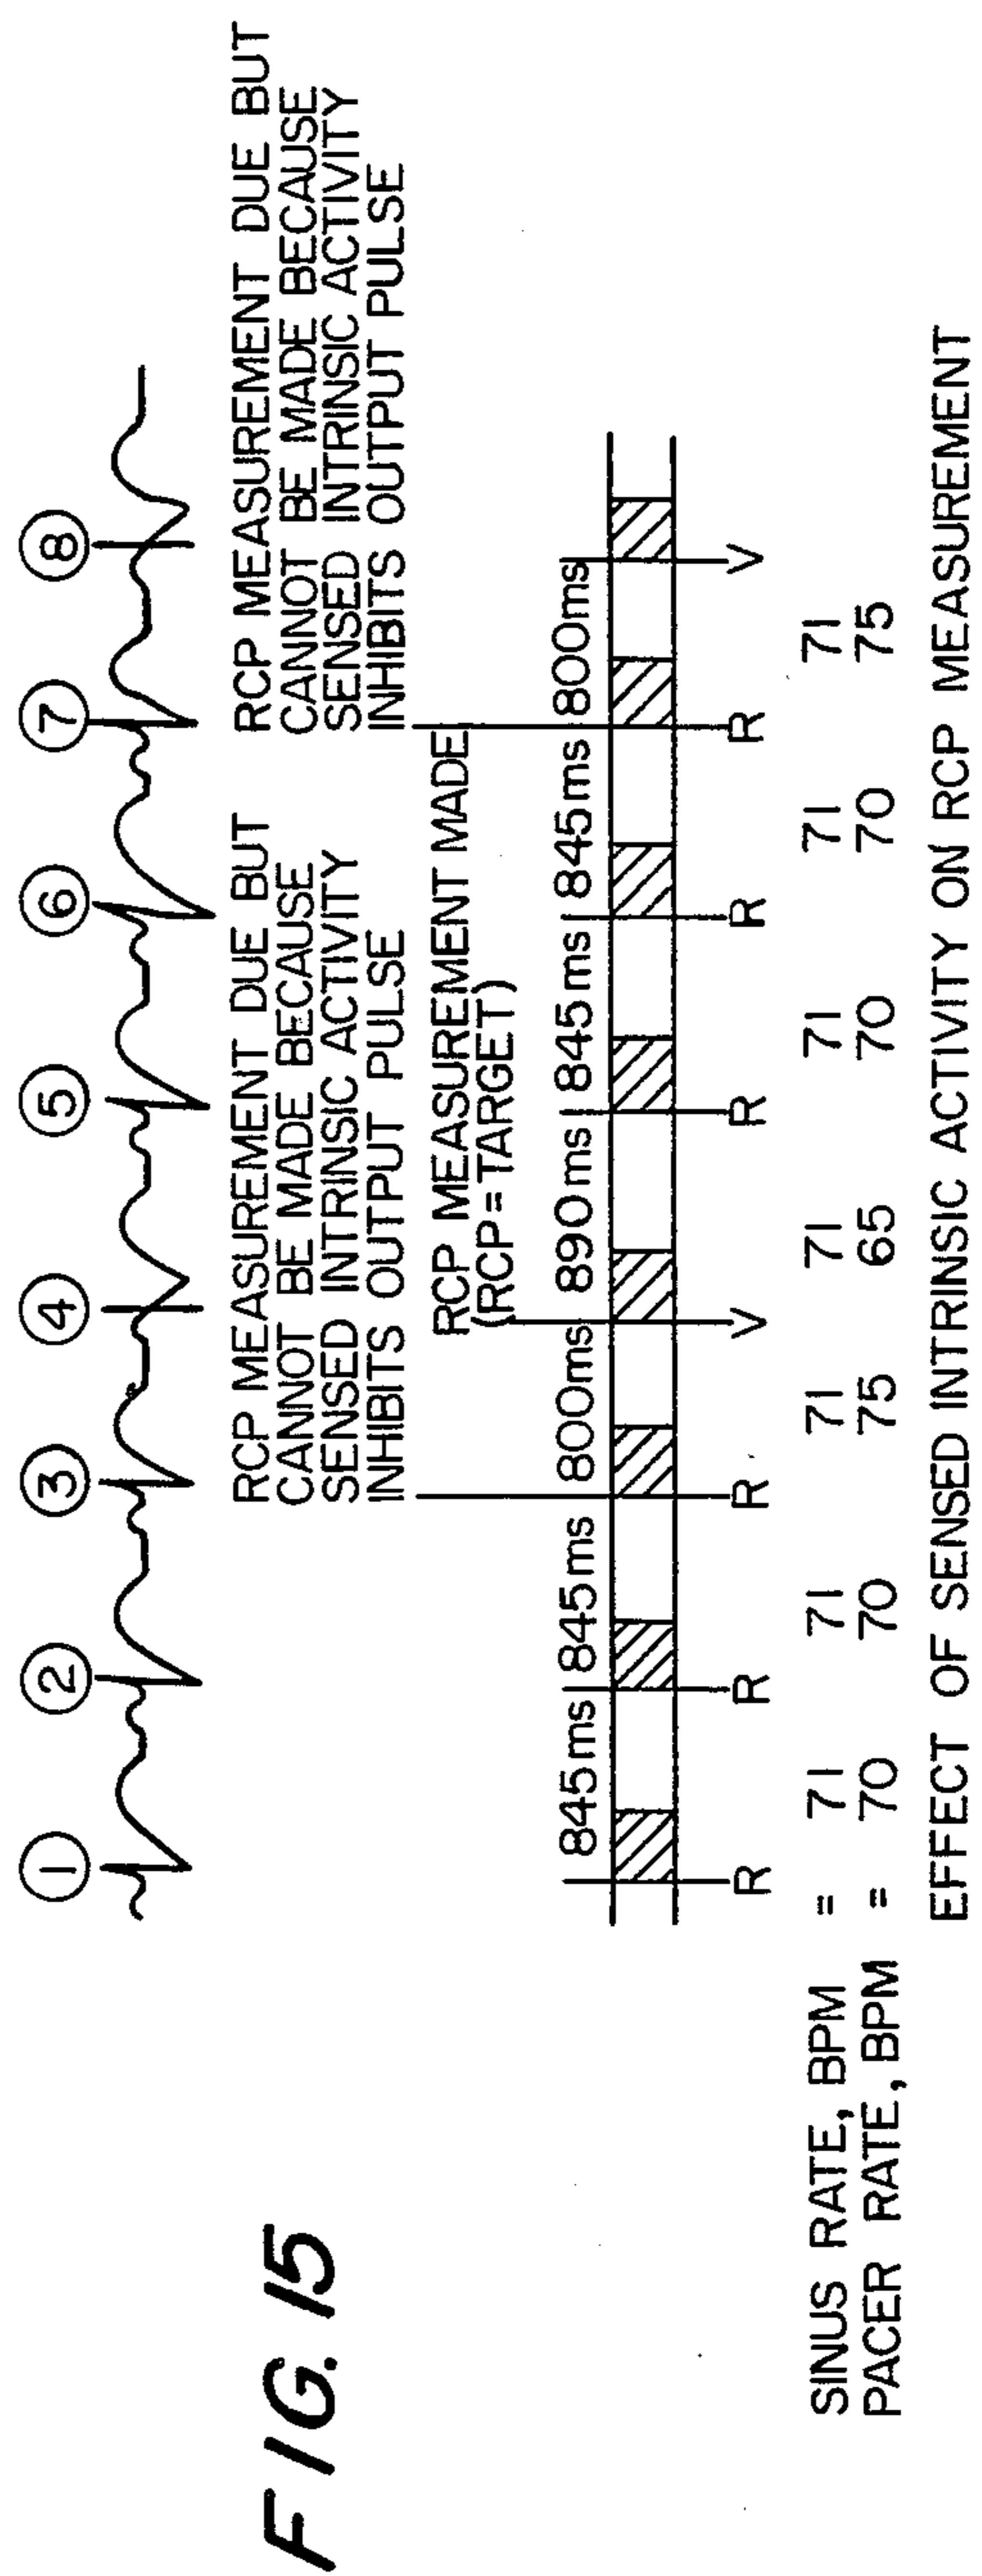 FIG. 15
1 2 3 4 5 6 7 8
RCP MEASUREMENT DUE BUT
CANNOT BE MADE BECAUSE
SENSED INTRINSIC ACTIVITY
INHIBITS OUTPUT PULSE
RCP MEASUREMENT DUE BUT
CANNOT BE MADE BECAUSE
SENSED INTRINSIC ACTIVITY
INHIBITS OUTPUT PULSE
RCP MEASUREMENT MADE
(RCP=TARGET)
845ms 845ms 800ms 890ms 845ms 845ms 800ms
R R R V R R R V
SINUS RATE, BPM = 71 71 71 71 71 71 71
PACER RATE, BPM = 70 70 75 65 70 70 75
EFFECT OF SENSED INTRINSIC ACTIVITY ON RCP MEASUREMENT